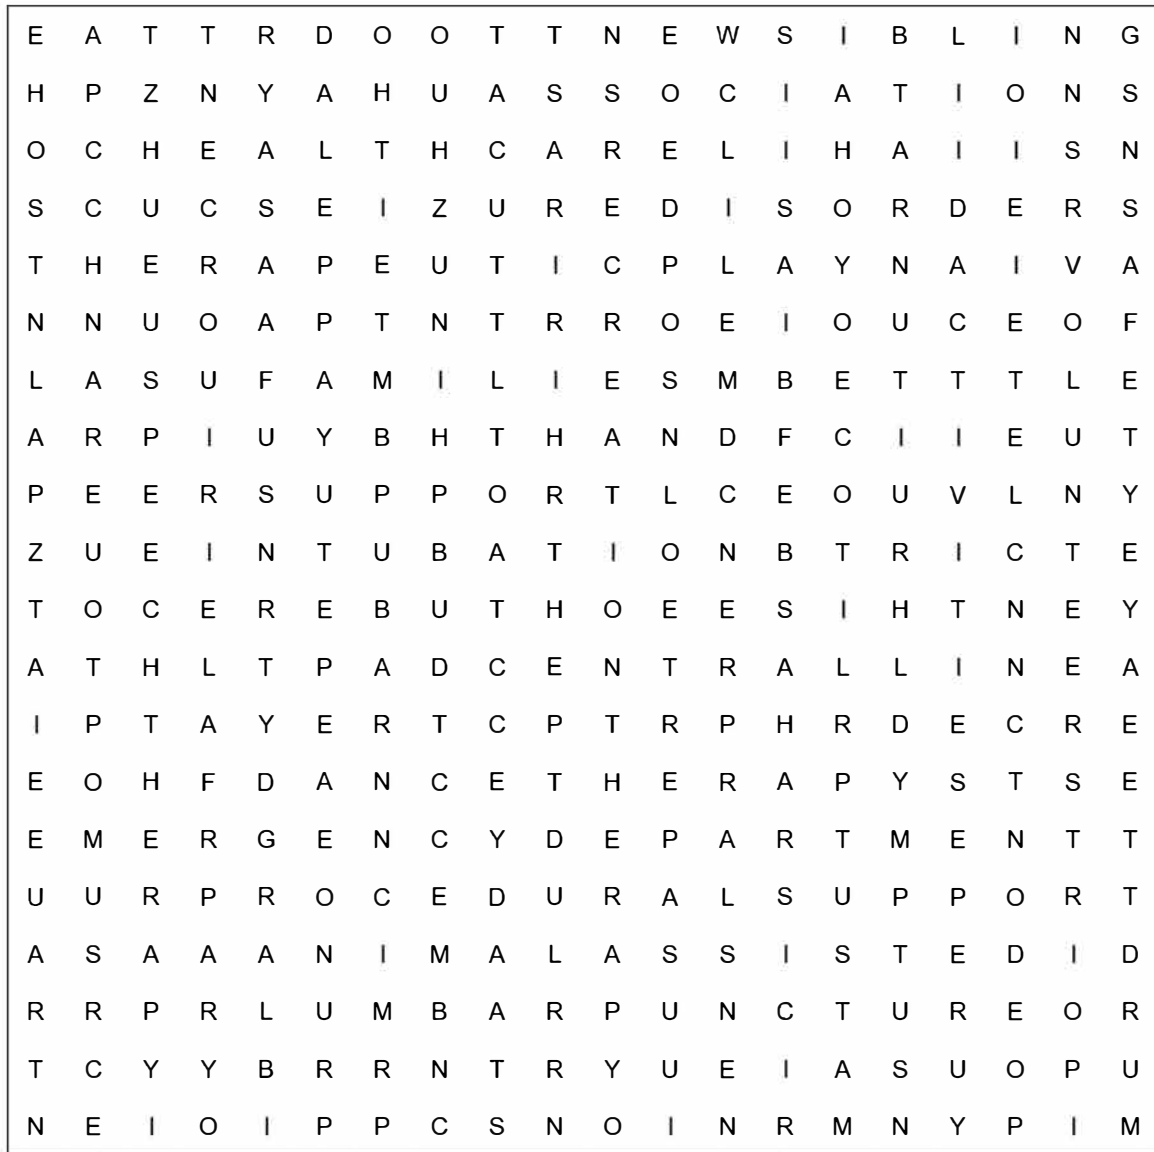 E A T T R D O O T T N E W S I B L I N G
H P Z N Y A H U A S S O C I A T I O N S
O C H E A L T H C A R E L I H A I I S N
S C U C S E I Z U R E D I S O R D E R S
T H E R A P E U T I C P L A Y N A I V A
N N U O A P T N T R R O E I O U C E O F
L A S U F A M I L I E S M B E T T T L E
A R P I U Y B H T H A N D F C I I E U T
P E E R S U P P O R T L C E O U V L N Y
Z U E I N T U B A T I O N B T R I C T E
T O C E R E B U T H O E E S I H T N E Y
A T H L T P A D C E N T R A L L I N E A
I P T A Y E R T C P T R P H R D E C R E
E O H F D A N C E T H E R A P Y S T S E
E M E R G E N C Y D E P A R T M E N T T
U U R P R O C E D U R A L S U P P O R T
A S A A A N I M A L A S S I S T E D I D
R R P R L U M B A R P U N C T U R E O R
T C Y Y B R R N T R Y U E I A S U O P U
N E I O I P P C S N O I N R M N Y P I M